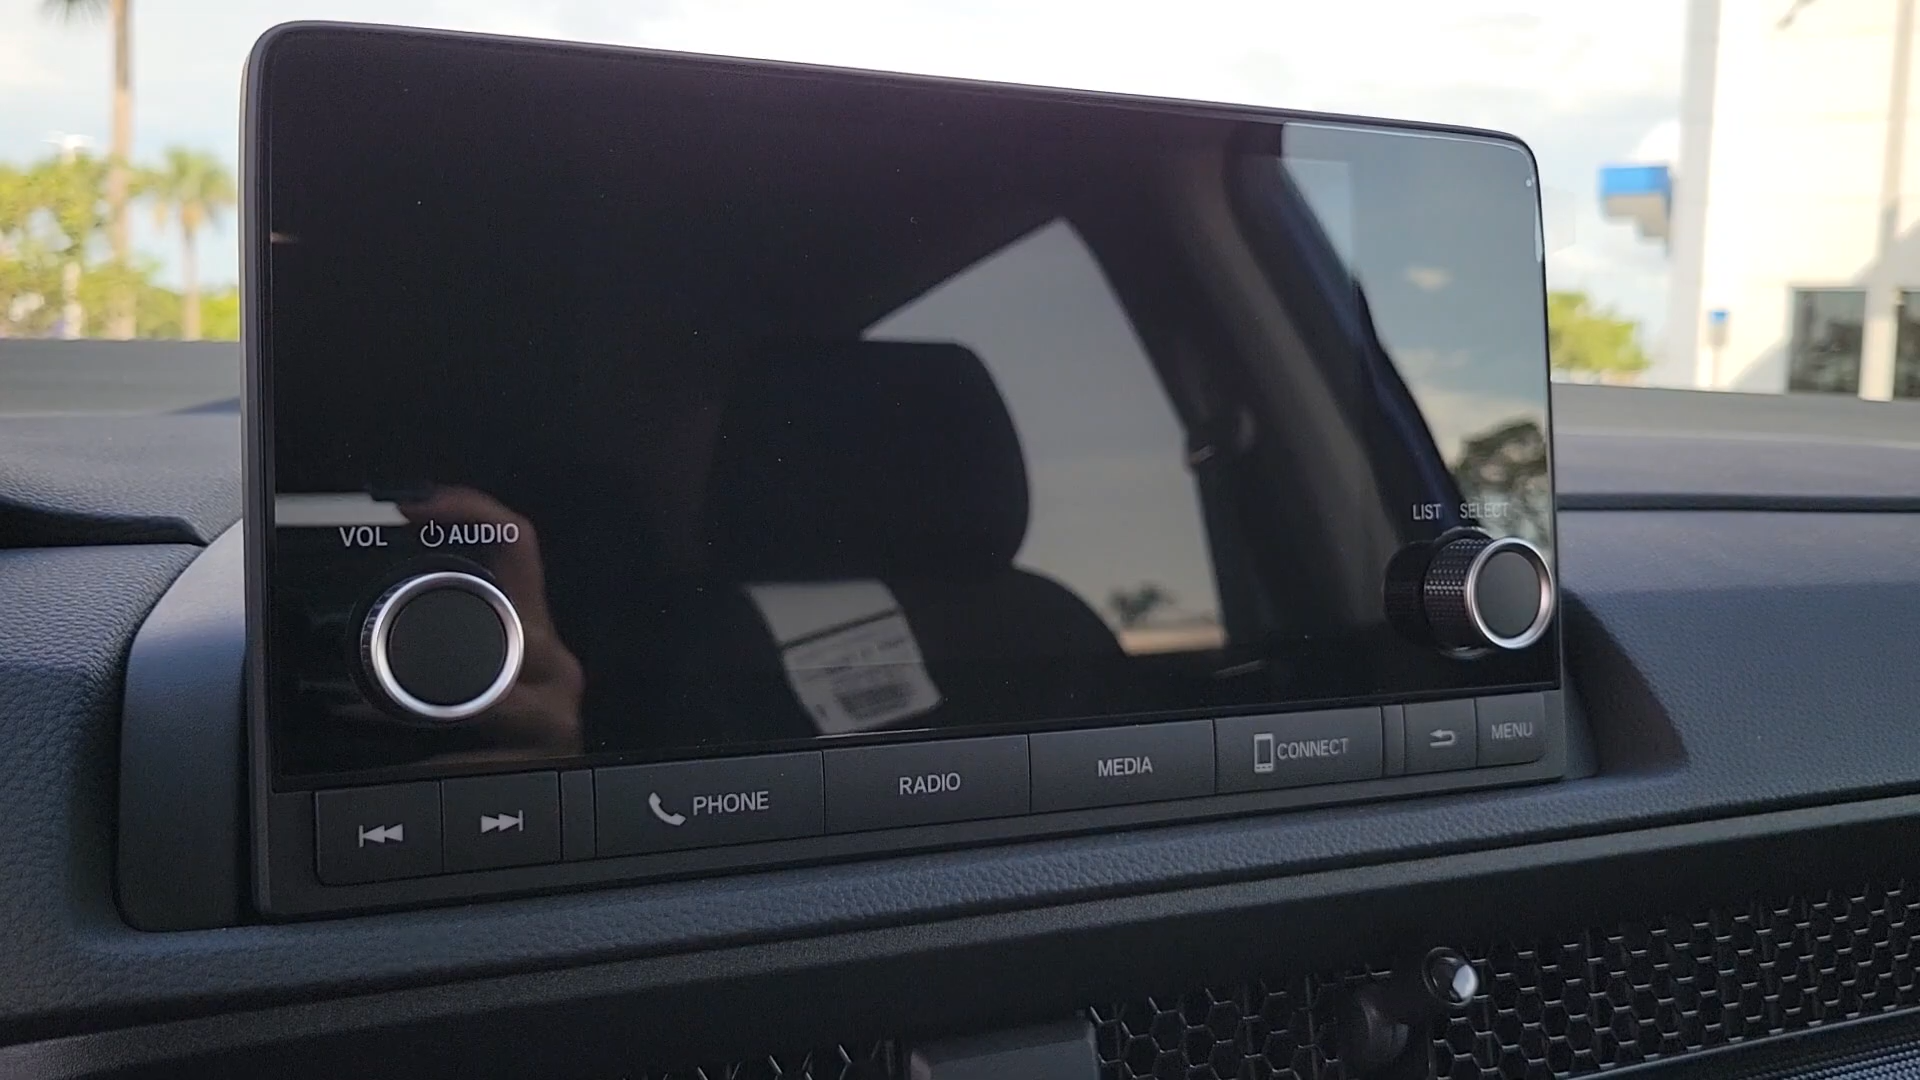 VOL AUDIO
LIST SELECT
PHONE
RADIO
MEDIA
CONNECT
MENU